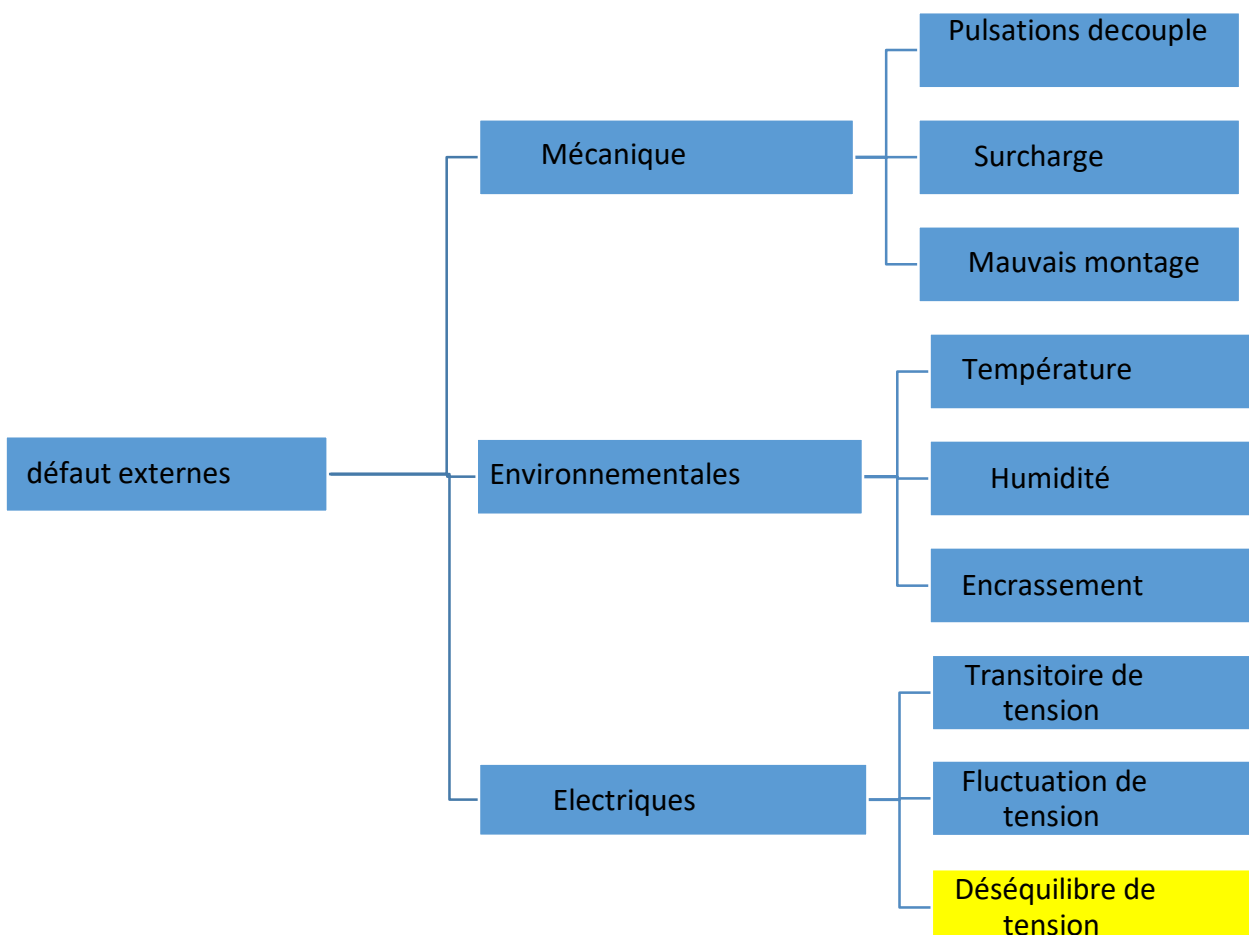 défaut externes
Mécanique
Pulsations decouple
Surcharge
Mauvais montage
Environnementales
Température
Humidité
Encrassement
Electriques
Transitoire de
tension
Fluctuation de
tension
Déséquilibre de
tension